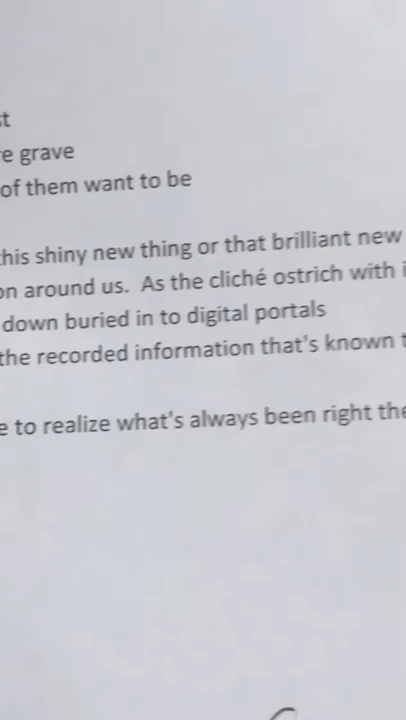 st
e grave
of them want to be
this shiny new thing or that brilliant new
on around us. As the cliché ostrich with i
down buried in to digital portals
the recorded information that's known t
e to realize what's always been right the